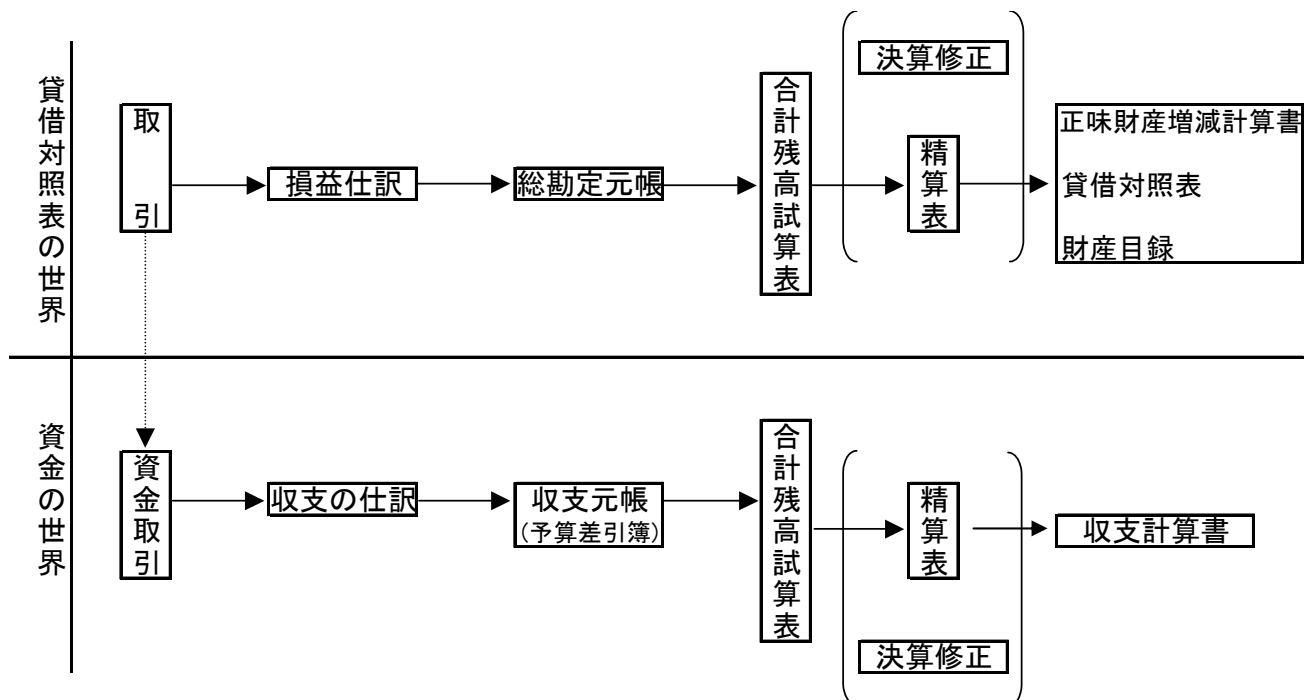 貸借対照表の世界
取引
損益仕訳
総勘定元帳
合計残高試算表
決算修正
精算表
正味財産増減計算書
貸借対照表
財産目録
資金の世界
資金取引
収支の仕訳
収支元帳
(予算差引簿)
合計残高試算表
精算表
決算修正
収支計算書